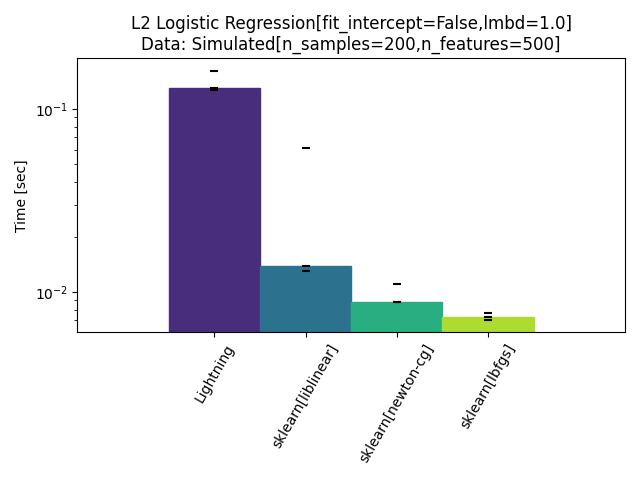 L2 Logistic Regression[fit_intercept=False,lmbd=1.0]
Data: Simulated[n_samples=200,n_features=500]
Time [sec]
10⁻¹
10⁻²
Lightning
sklearn[liblinear]
sklearn[newton-cg]
sklearn[lbfgs]